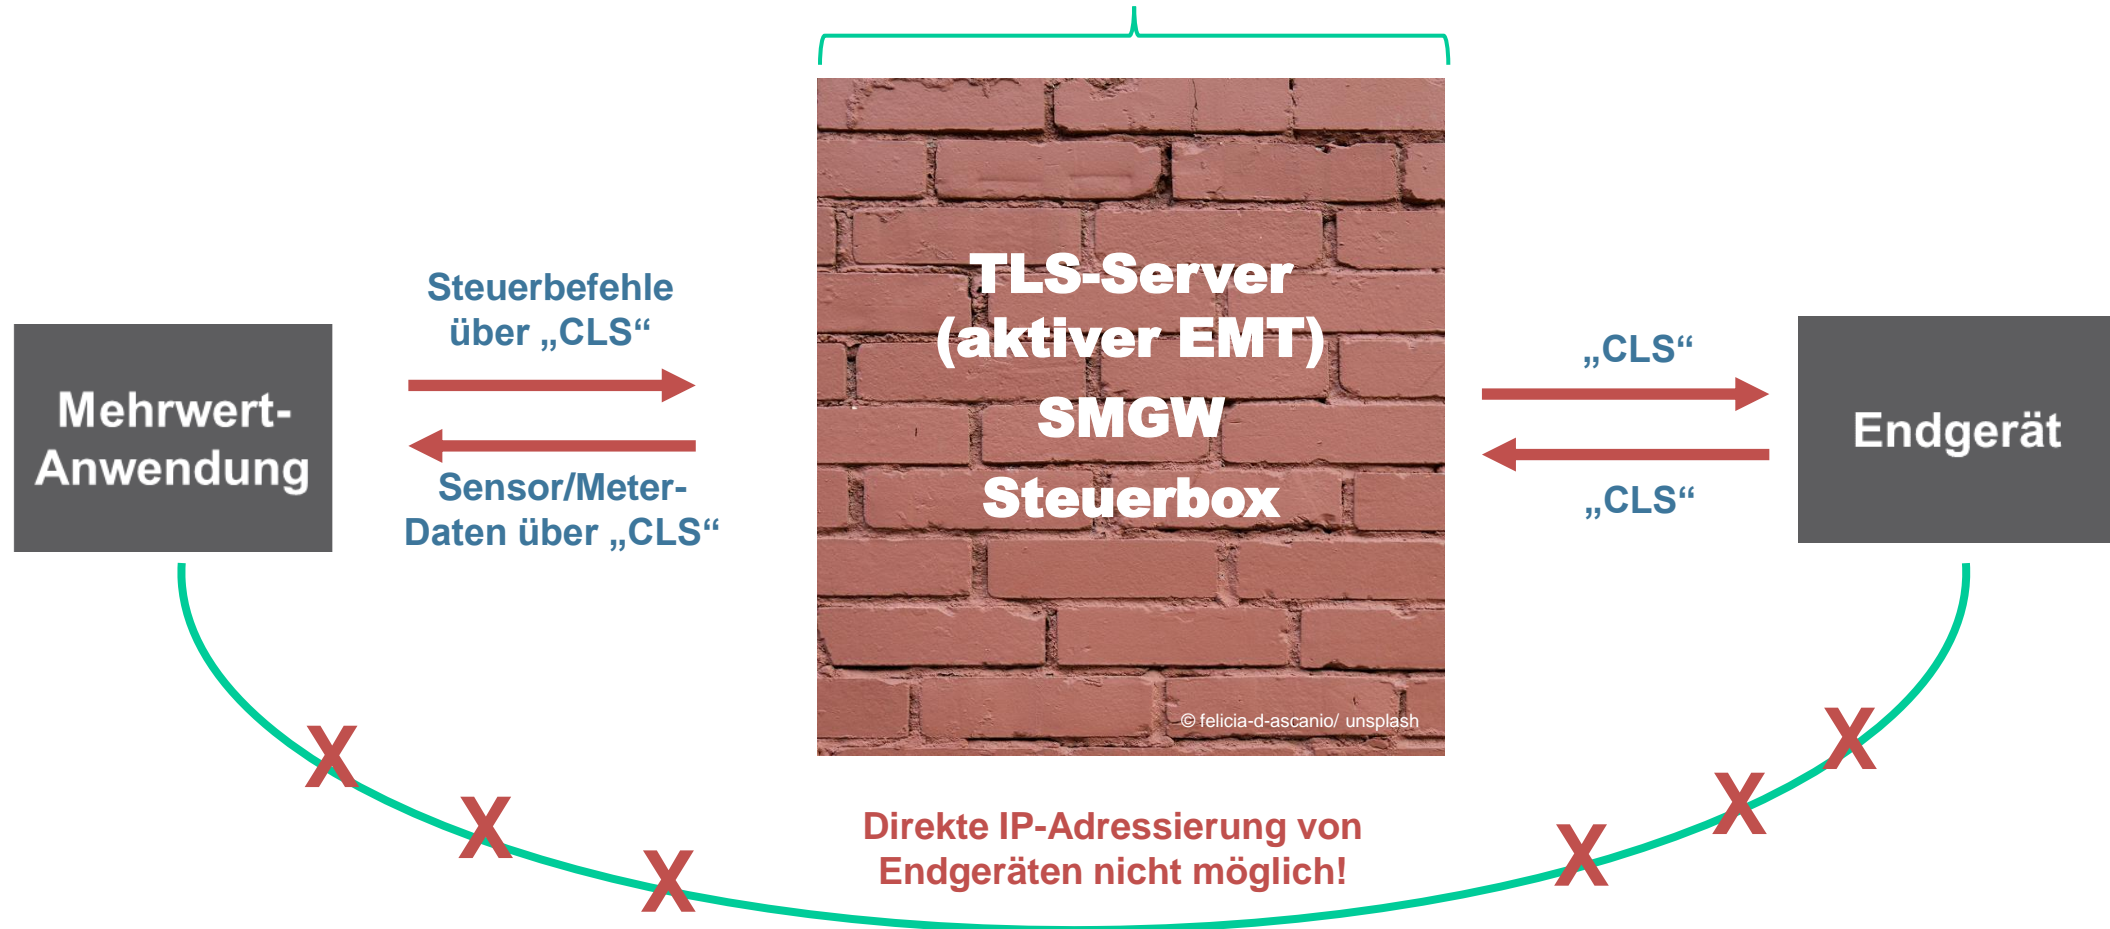 Steuerbefehle
über „CLS“
Mehrwert-
Anwendung
Sensor/Meter-
Daten über „CLS“
TLS-Server
(aktiver EMT)
SMGW
Steuerbox
© felicia-d-ascanio/ unsplash
„CLS“
„CLS“
Endgerät
X
X
X
X
X
X
Direkte IP-Adressierung von
Endgeräten nicht möglich!